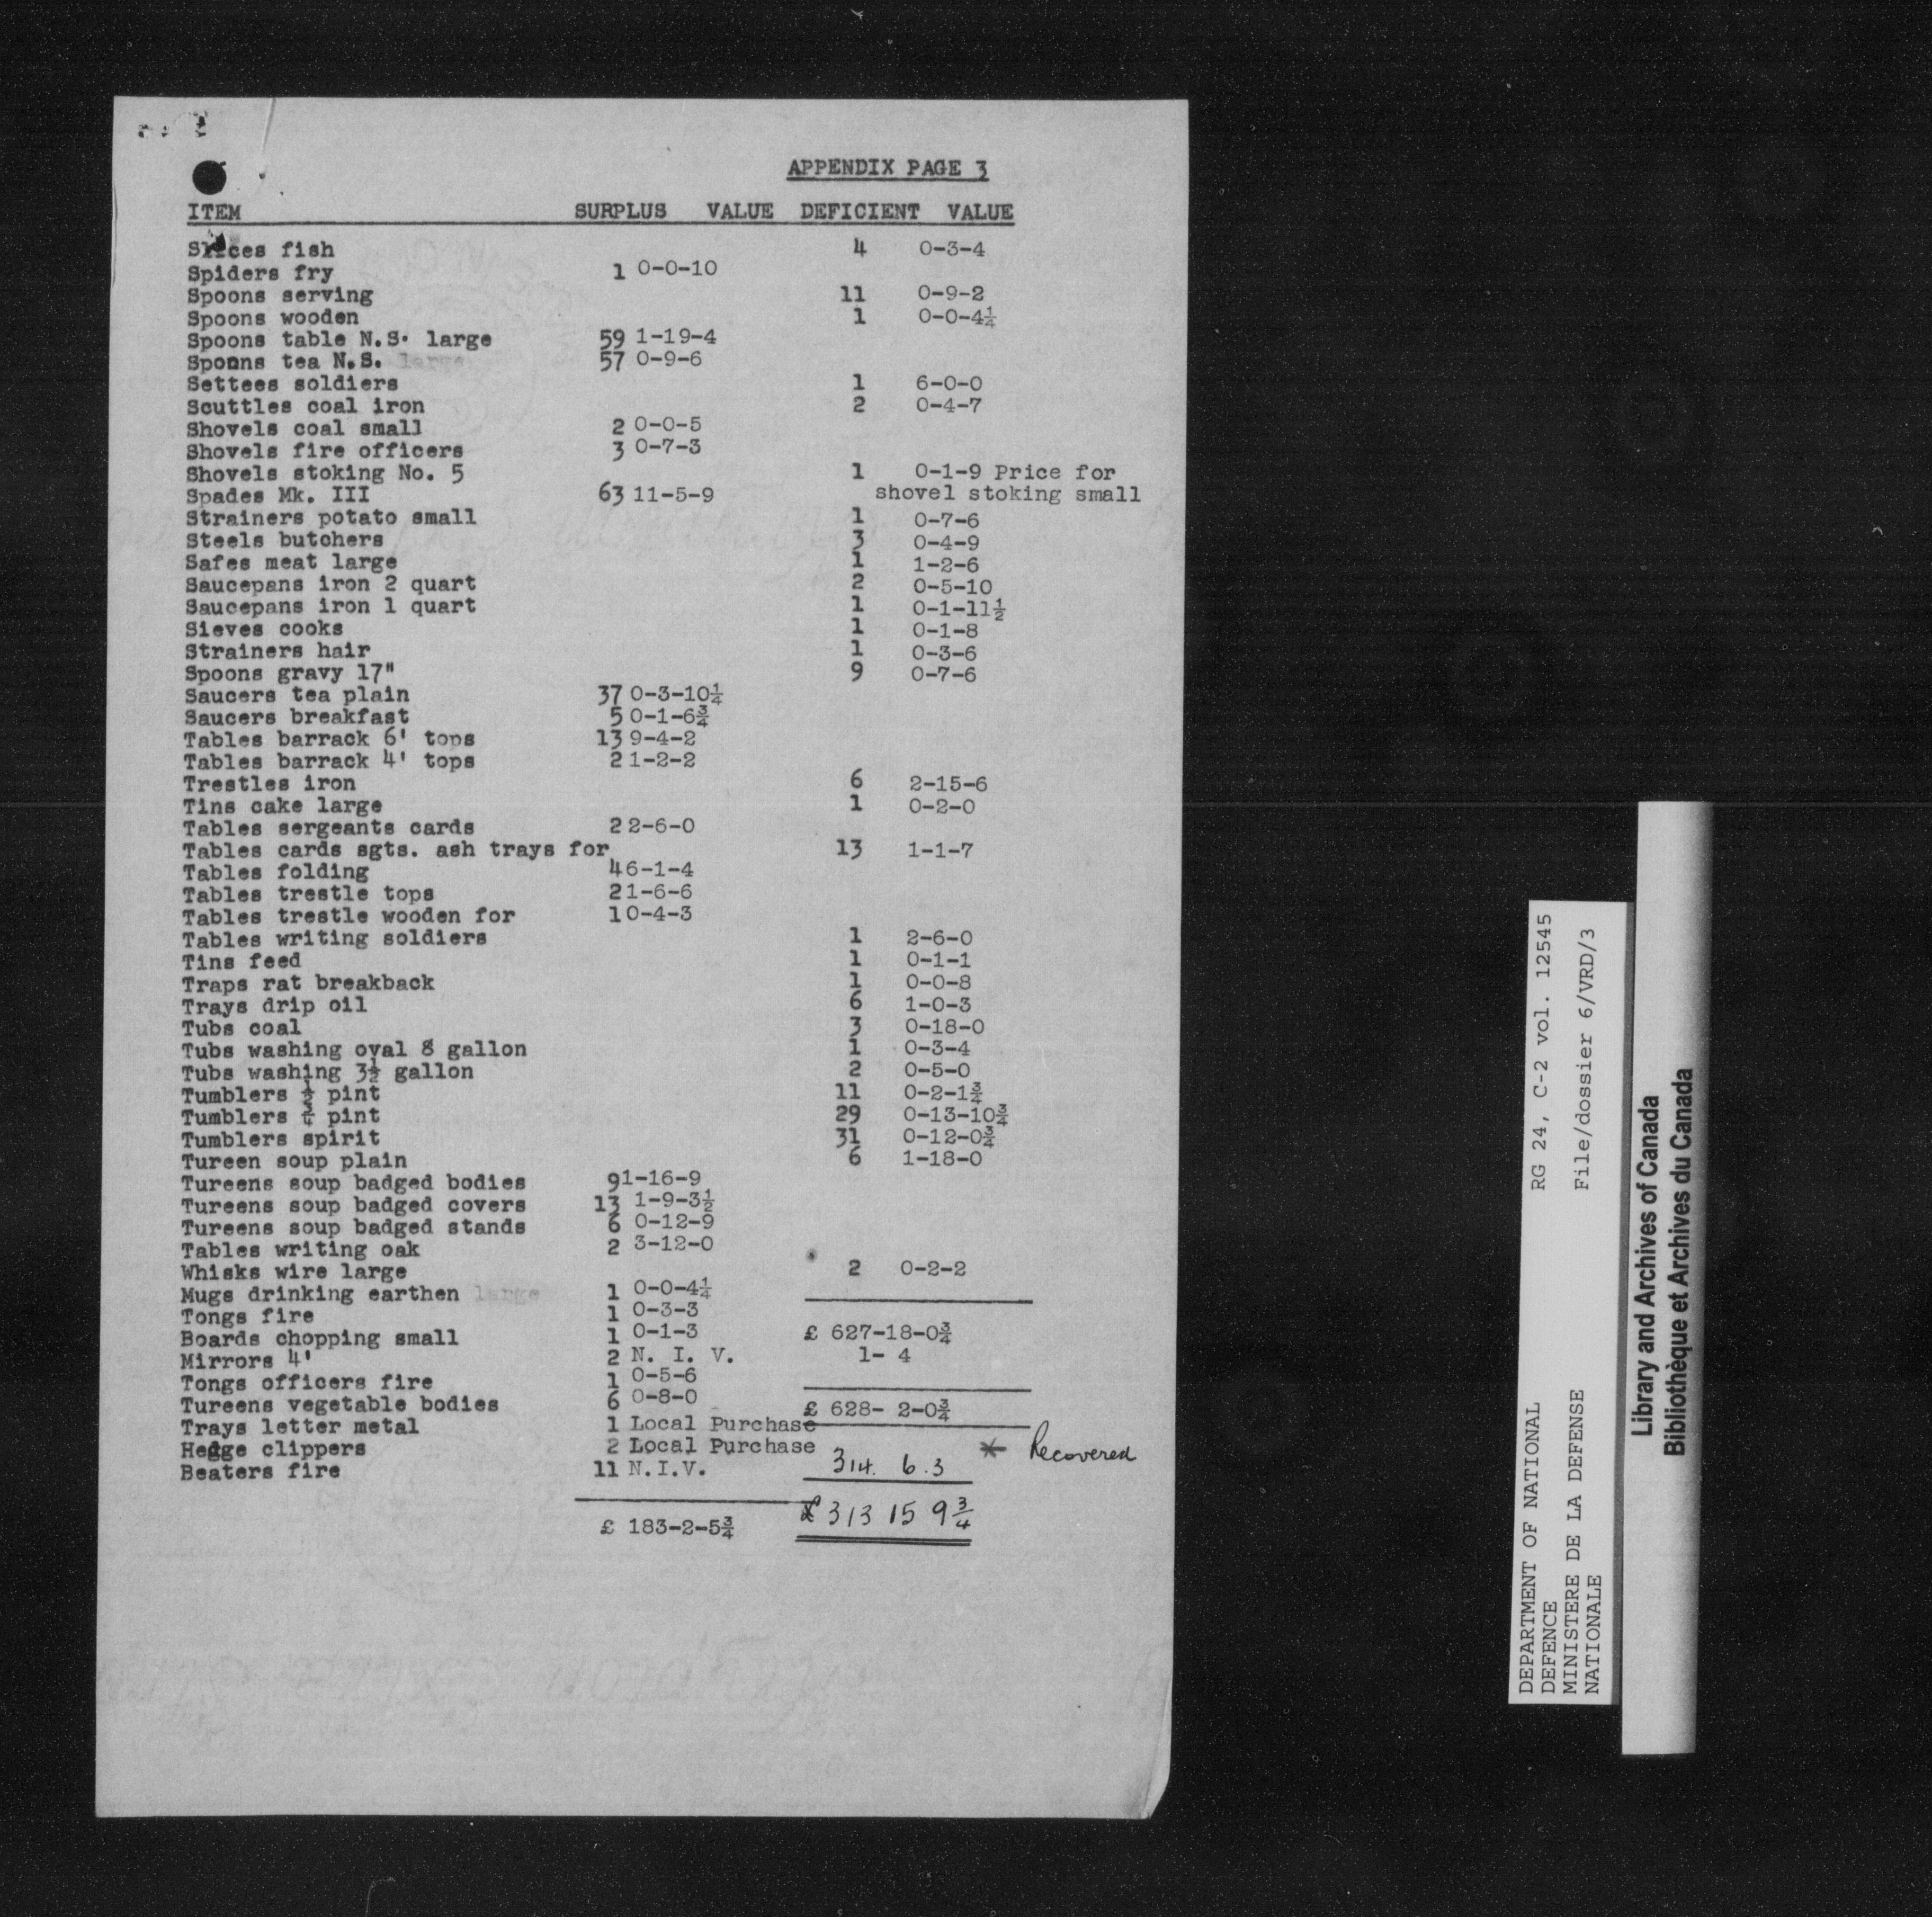 APPENDIX PAGE 3
ITEM SURPLUS VALUE DEFICIENT VALUE
Slices fish 4 0-3-4
Spiders fry 1 0-0-10
Spoons serving 11 0-9-2
Spoons wooden 1 0-0-4¼
Spoons table N.S. large 59 1-19-4
Spoons tea N.S. large 57 0-9-6
Settees soldiers 1 6-0-0
Scuttles coal iron 2 0-4-7
Shovels coal small 2 0-0-5
Shovels fire officers 3 0-7-3
Shovels stoking No. 5 1 0-1-9 Price for
Spades Mk. III 63 11-5-9 shovel stoking small
Strainers potato small 1 0-7-6
Steels butchers 3 0-4-9
Safes meat large 1 1-2-6
Saucepans iron 2 quart 2 0-5-10
Saucepans iron 1 quart 1 0-1-11½
Sieves cooks 1 0-1-8
Strainers hair 1 0-3-6
Spoons gravy 17" 9 0-7-6
Saucers tea plain 37 0-3-10¼
Saucers breakfast 5 0-1-6¾
Tables barrack 6' tops 13 9-4-2
Tables barrack 4' tops 2 1-2-2
Trestles iron 6 2-15-6
Tins cake large 1 0-2-0
Tables sergeants cards 2 2-6-0
Tables cards sgts. ash trays for 13 1-1-7
Tables folding 4 6-1-4
Tables trestle tops 2 1-6-6
Tables trestle wooden for 1 0-4-3
Tables writing soldiers 1 2-6-0
Tins feed 1 0-1-1
Traps rat breakback 1 0-0-8
Trays drip oil 6 1-0-3
Tubs coal 3 0-18-0
Tubs washing oval 8 gallon 1 0-3-4
Tubs washing 3½ gallon 2 0-5-0
Tumblers ½ pint 11 0-2-1¾
Tumblers pint 29 0-13-10¾
Tumblers spirit 31 0-12-0¾
Tureen soup plain 6 1-18-0
Tureens soup badged bodies 9 1-16-9
Tureens soup badged covers 13 1-9-3½
Tureens soup badged stands 6 0-12-9
Tables writing oak 2 3-12-0
Whisks wire large 2 0-2-2
Mugs drinking earthen large 1 0-0-4¼
Tongs fire 1 0-3-3
Boards chopping small 1 0-1-3 £ 627-18-0¾
Mirrors 4' 2 N. I. V. 1- 4
Tongs officers fire 1 0-5-6
Tureens vegetable bodies 6 0-8-0 £ 628- 2-0¾
Trays letter metal 1 Local Purchase
Hedge clippers 2 Local Purchase * Recovered
Beaters fire 11 N.I.V. 314. 6.3
£ 183-2-5¾ £ 313 15 9¾
DEPARTMENT OF NATIONAL RG 24, C-2 vol. 12545
DEFENCE
MINISTERE DE LA DEFENSE File/dossier 6/VRD/3
NATIONALE
Library and Archives of Canada
Bibliothèque et Archives du Canada